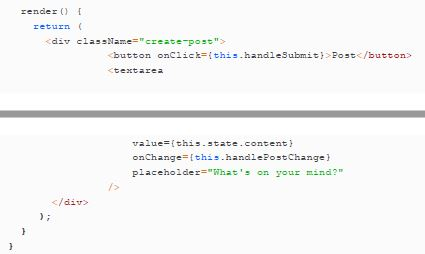 render() {
return (
<div className="create-post">
<button onClick={this.handleSubmit}>Post</button>
<textarea
value={this.state.content}
onChange={this.handlePostChange}
placeholder="What's on your mind?"
/>
</div>
);
}
}